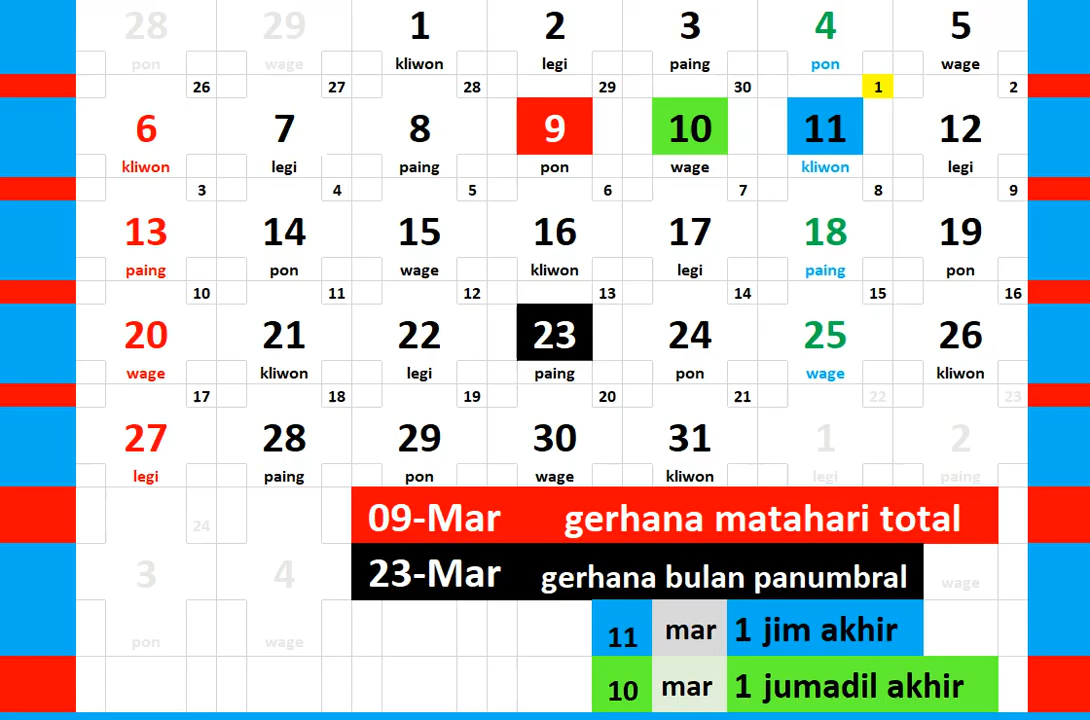 28 29 1 2 3 4 5
pon wage kliwon legi paing pon wage
26 27 28 29 30 1 2
6 7 8 9 10 11 12
kliwon legi paing pon wage kliwon legi
3 4 5 6 7 8 9
13 14 15 16 17 18 19
paing pon wage kliwon legi paing pon
10 11 12 13 14 15 16
20 21 22 23 24 25 26
wage kliwon legi paing pon wage kliwon
17 18 19 20 21 22 23
27 28 29 30 31 1 2
legi paing pon wage kliwon legi paing
24 09-Mar gerhana matahari total
3 4 23-Mar gerhana bulan panumbral wage
pon wage 11 mar 1 jim akhir
10 mar 1 jumadil akhir